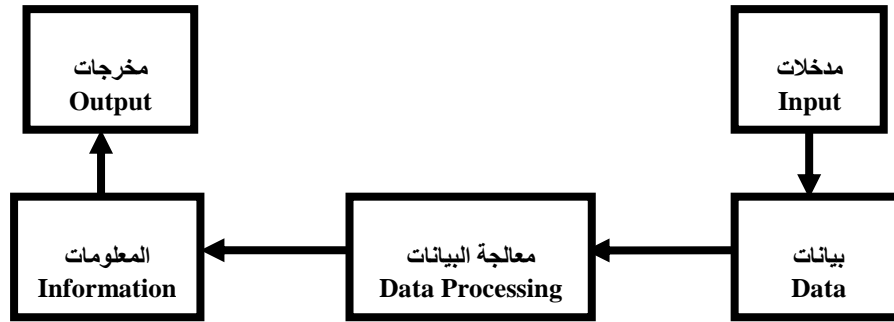 مدخلات
Input
مخرجات
Output
بيانات
Data
معالجة البيانات
Data Processing
المعلومات
Information